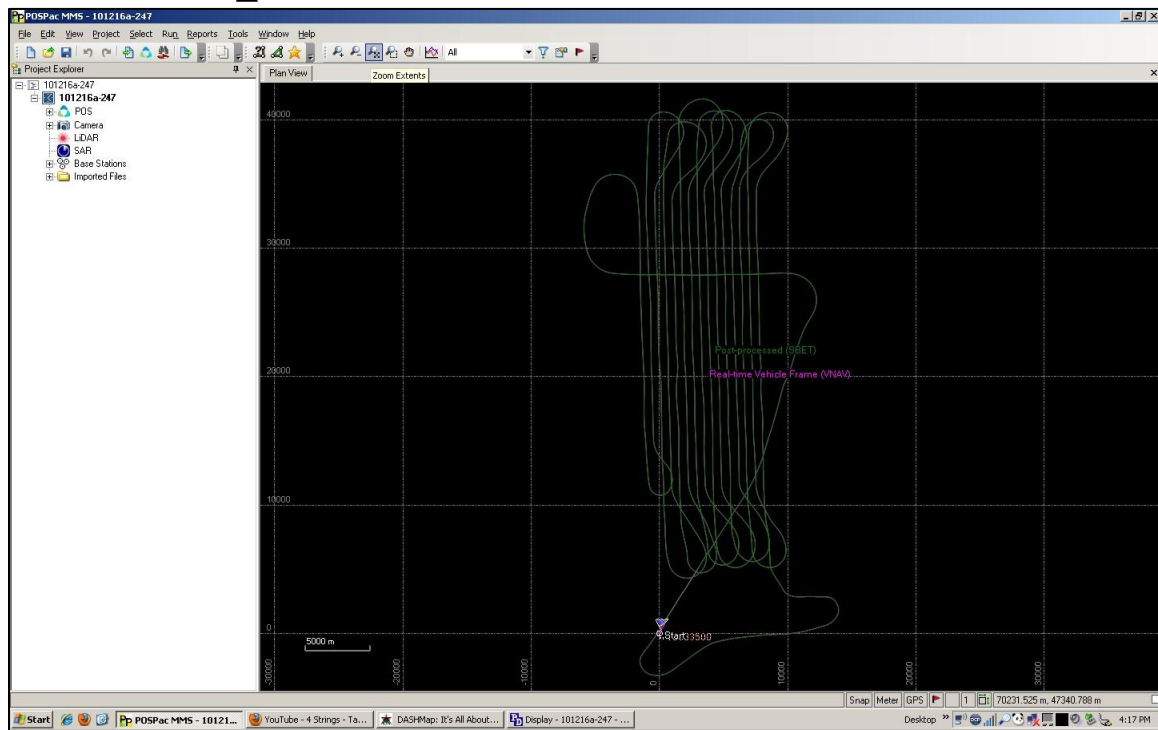 POSPac MMS - 101216a-247
File Edit View Project Select Run Reports Tools Window Help
All
Project Explorer
Plan View
Zoom Extents
101216a-247
101216a-247
POS
Camera
LiDAR
SAR
Base Stations
Imported Files
40000
30000
Post-processed (SBET)
Real-time Vehicle Frame (VNAV)
20000
10000
0
5000 m
Start
-30000
-20000
-10000
0
10000
20000
30000
Snap Meter GPS 1 70231.525 m, 47340.788 m
Start PP POSPac MMS - 10121... YouTube - 4 Strings - Ta... DASHMap: It's All About... Display - 101216a-247 - ... Desktop » 4:17 PM